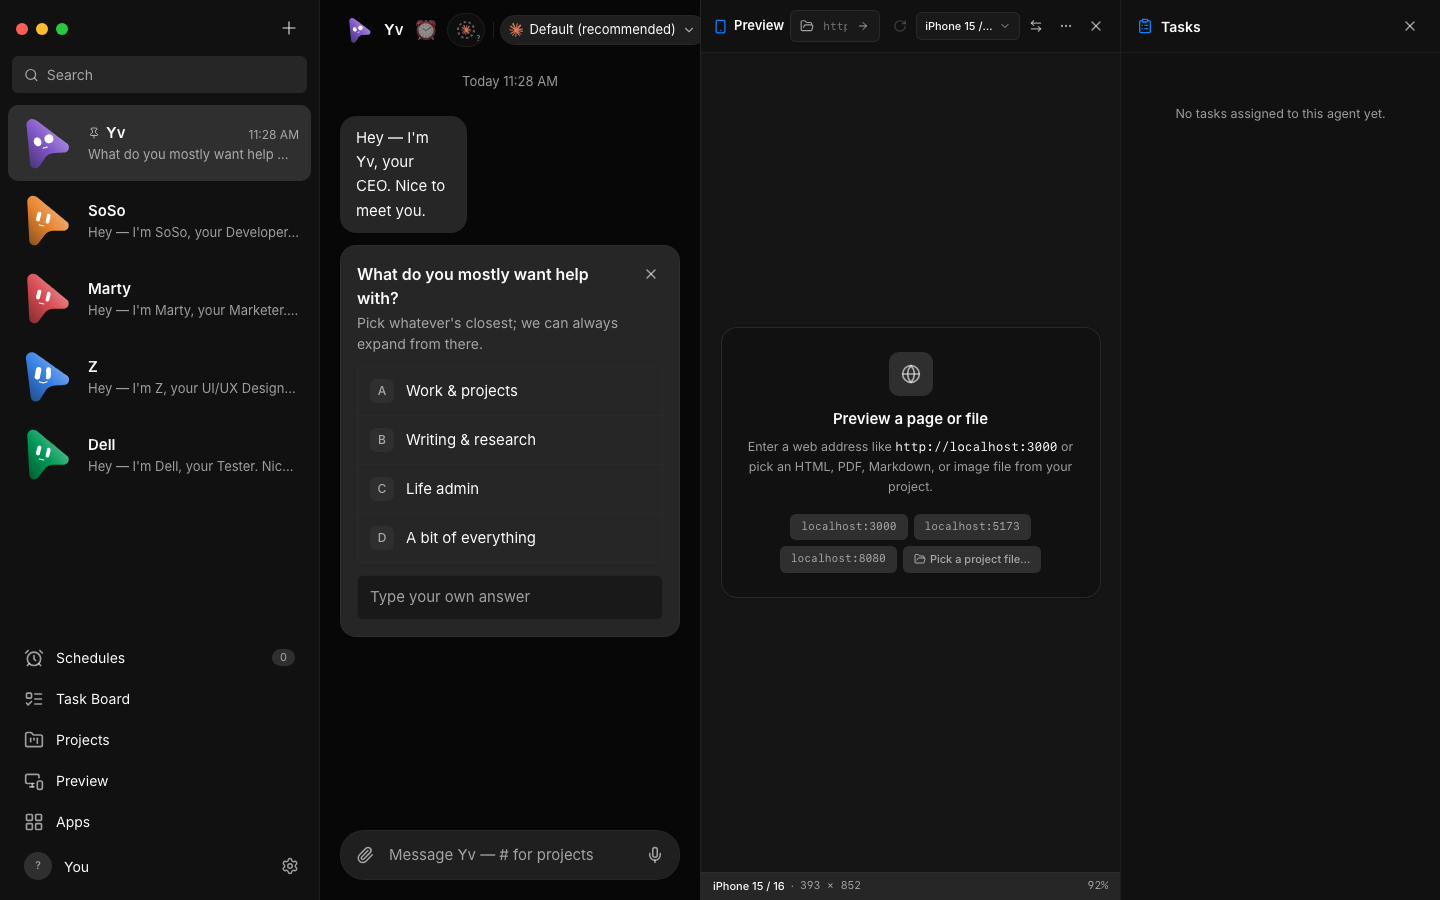 Search
Yv
11:28 AM
What do you mostly want help ...
SoSo
Hey — I'm SoSo, your Developer...
Marty
Hey — I'm Marty, your Marketer....
Z
Hey — I'm Z, your UI/UX Design...
Dell
Hey — I'm Dell, your Tester. Nic...
Schedules
0
Task Board
Projects
Preview
Apps
?
You
Yv
?
Default (recommended)
Today 11:28 AM
Hey — I'm
Yv, your
CEO. Nice to
meet you.
What do you mostly want help
with?
Pick whatever's closest; we can always
expand from there.
A Work & projects
B Writing & research
C Life admin
D A bit of everything
Type your own answer
Message Yv — # for projects
Preview
http
iPhone 15 /...
Preview a page or file
Enter a web address like http://localhost:3000 or
pick an HTML, PDF, Markdown, or image file from your
project.
localhost:3000
localhost:5173
localhost:8080
Pick a project file...
iPhone 15 / 16 · 393 × 852
92%
Tasks
No tasks assigned to this agent yet.